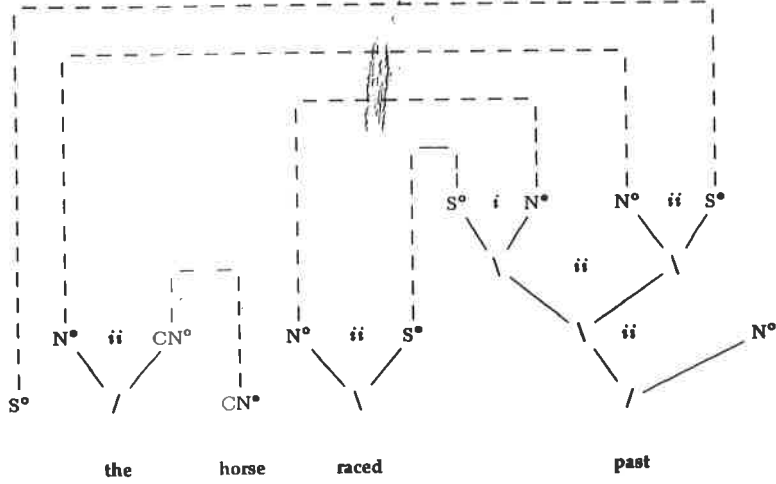 S° i N• N° ii S•
\ ii \
N• ii CN° N° ii S• \ ii N°
S° / CN• \ /
the horse raced past